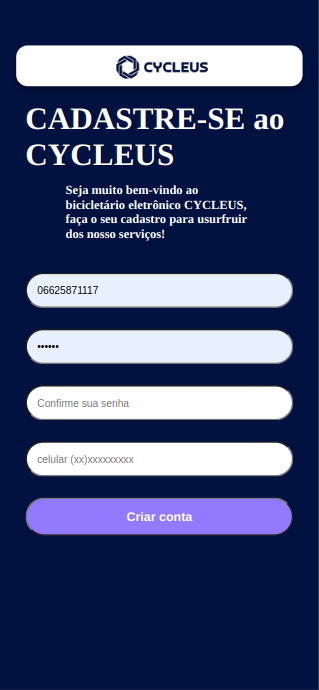 CYCLEUS
CADASTRE-SE ao
CYCLEUS
Seja muito bem-vindo ao
bicicletário eletrônico CYCLEUS,
faça o seu cadastro para usurfruir
dos nosso serviços!
06625871117
••••••
Confirme sua senha
celular (xx)xxxxxxxxx
Criar conta